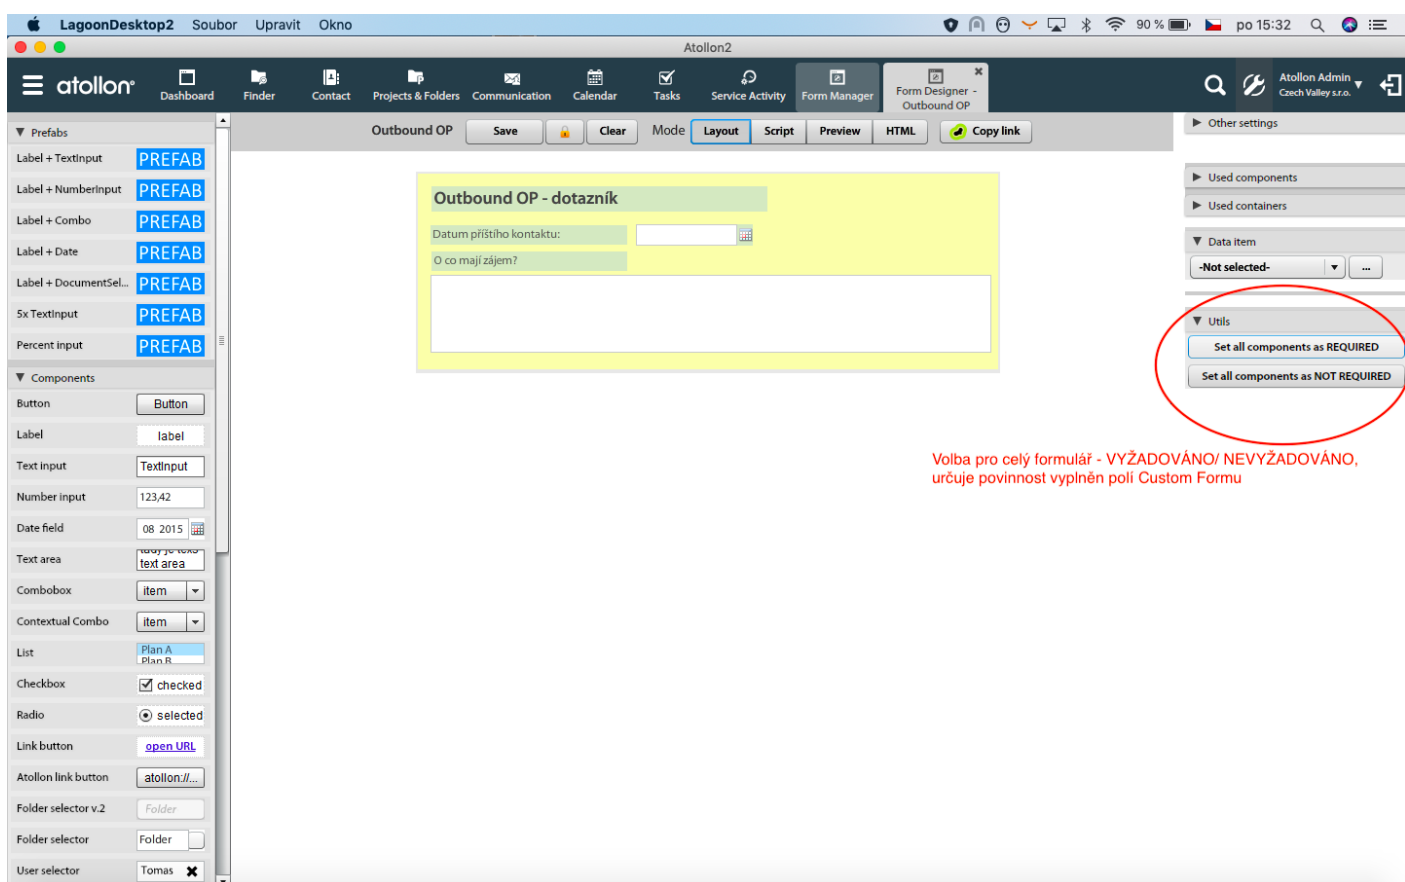 LagoonDesktop2 Soubor Upravit Okno 90 % po 15:32
Atollon2
atollon
Dashboard Finder Contact Projects & Folders Communication Calendar Tasks Service Activity Form Manager
Form Designer -
Outbound OP
Atollon Admin
Czech Valley s.r.o.
Outbound OP Save Clear Mode Layout Script Preview HTML Copy link
Prefabs
Label + TextInput PREFAB
Label + NumberInput PREFAB
Label + Combo PREFAB
Label + Date PREFAB
Label + DocumentSel... PREFAB
5x TextInput PREFAB
Percent input PREFAB
Components
Button Button
Label label
Text input TextInput
Number input 123,42
Date field 08 2015
Text area tady je text
text area
Combobox item
Contextual Combo item
List Plan A
Plan B
Checkbox checked
Radio selected
Link button open URL
Atollon link button atollon://...
Folder selector v.2 Folder
Folder selector Folder
User selector Tomas
Outbound OP - dotazník
Datum příštího kontaktu:
O co mají zájem?
Other settings
Used components
Used containers
Data item
-Not selected- ...
Utils
Set all components as REQUIRED
Set all components as NOT REQUIRED
Volba pro celý formulář - VYŽADOVÁNO/ NEVYŽADOVÁNO,
určuje povinnost vyplněn polí Custom Formu